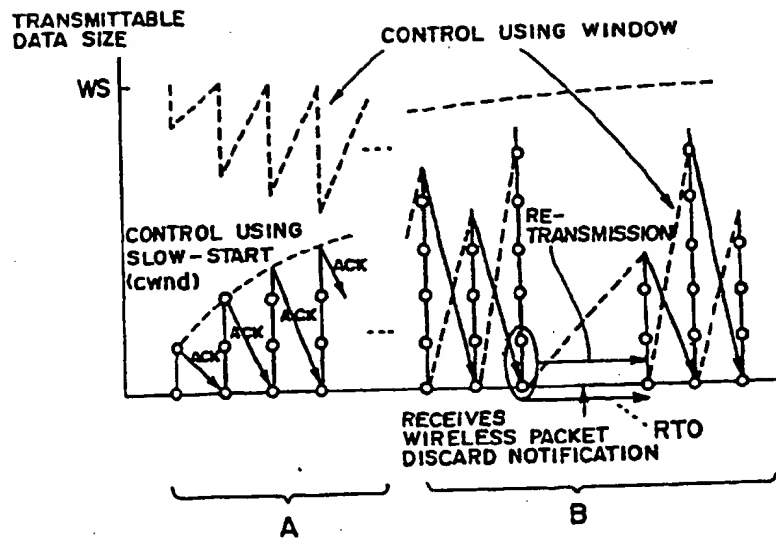 TRANSMITTABLE
DATA SIZE
CONTROL USING WINDOW
WS
CONTROL USING
SLOW-START
(cwnd)
ACK
ACK
ACK
ACK
RE-
TRANSMISSION
RECEIVES
WIRELESS PACKET
DISCARD NOTIFICATION
RTO
A
B